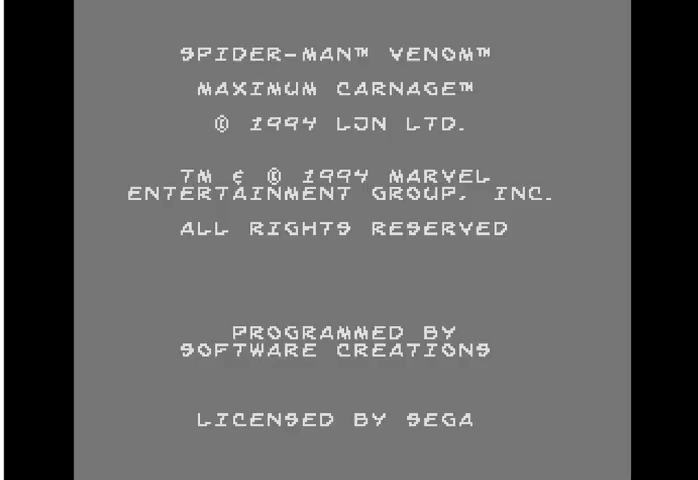 SPIDER-MAN™ VENOM™
MAXIMUM CARNAGE™
© 1994 LJN LTD.
TM & © 1994 MARVEL
ENTERTAINMENT GROUP, INC.
ALL RIGHTS RESERVED
PROGRAMMED BY
SOFTWARE CREATIONS
LICENSED BY SEGA